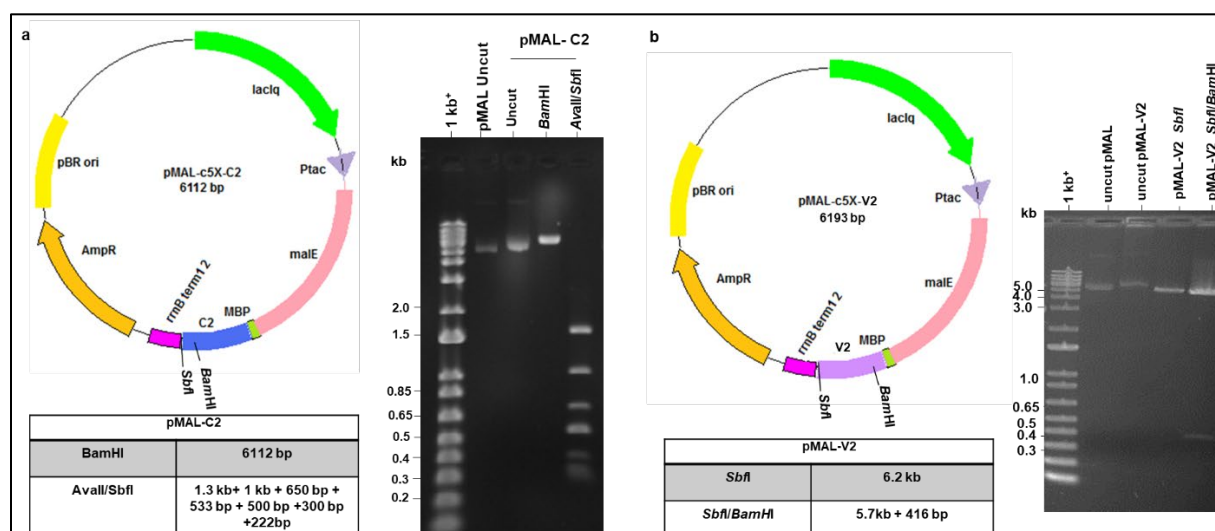 a
lacIq
Ptac
malE
MBP
C2
BamHI
SbfI
rrnB term1 2
AmpR
pBR ori
pMAL-c5X-C2
6112 bp
pMAL-C2
BamHI 6112 bp
AvaII/SbfI 1.3 kb+ 1 kb + 650 bp +
533 bp + 500 bp +300 bp
+222bp
pMAL- C2
1 kb+
pMAL Uncut
Uncut
BamHI
AvaII/SbfI
kb
2.0
1.5
0.85
0.65
0.5
0.4
0.3
0.2
b
lacIq
Ptac
malE
MBP
V2
BamHI
SbfI
rrnB term1 2
AmpR
pBR ori
pMAL-c5X-V2
6193 bp
pMAL-V2
SbfI 6.2 kb
SbfI/BamHI 5.7kb + 416 bp
1 kb+
uncut pMAL
uncut pMAL-V2
pMAL-V2 SbfI
pMAL-V2 SbfI/BamHI
kb
5.0
4.0
3.0
1.0
0.65
0.5
0.4
0.3